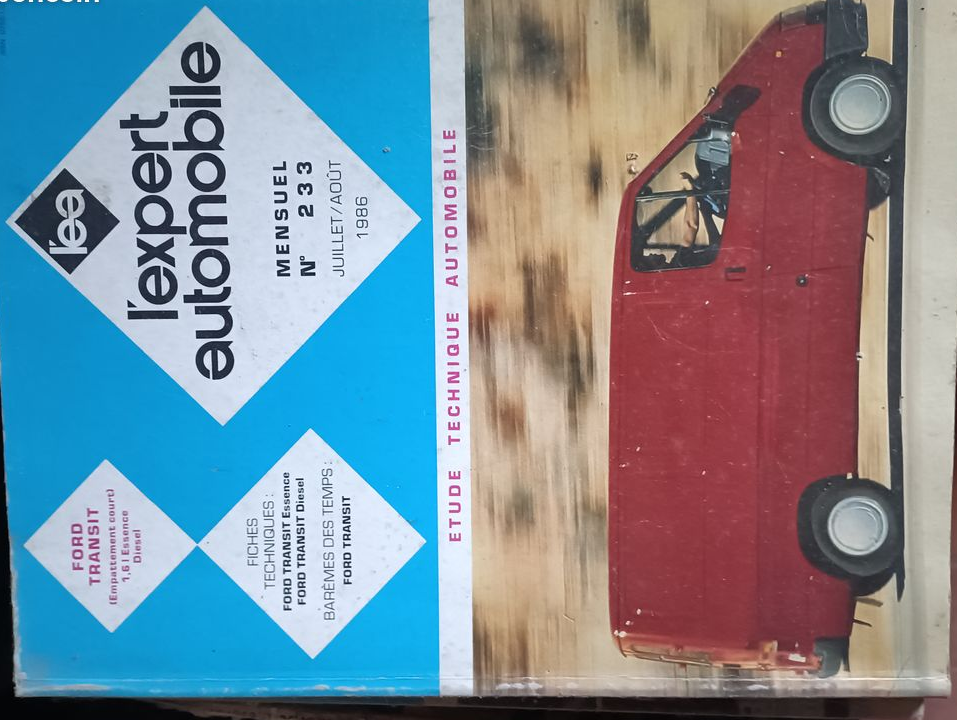 l'ea
l'expert
automobile
MENSUEL
N° 233
JUILLET/AOÛT
1986
FORD
TRANSIT
(Empattement court)
1,6 l Essence
Diesel
FICHES
TECHNIQUES :
FORD TRANSIT Essence
FORD TRANSIT Diesel
BARÈMES DES TEMPS :
FORD TRANSIT
ETUDE TECHNIQUE AUTOMOBILE